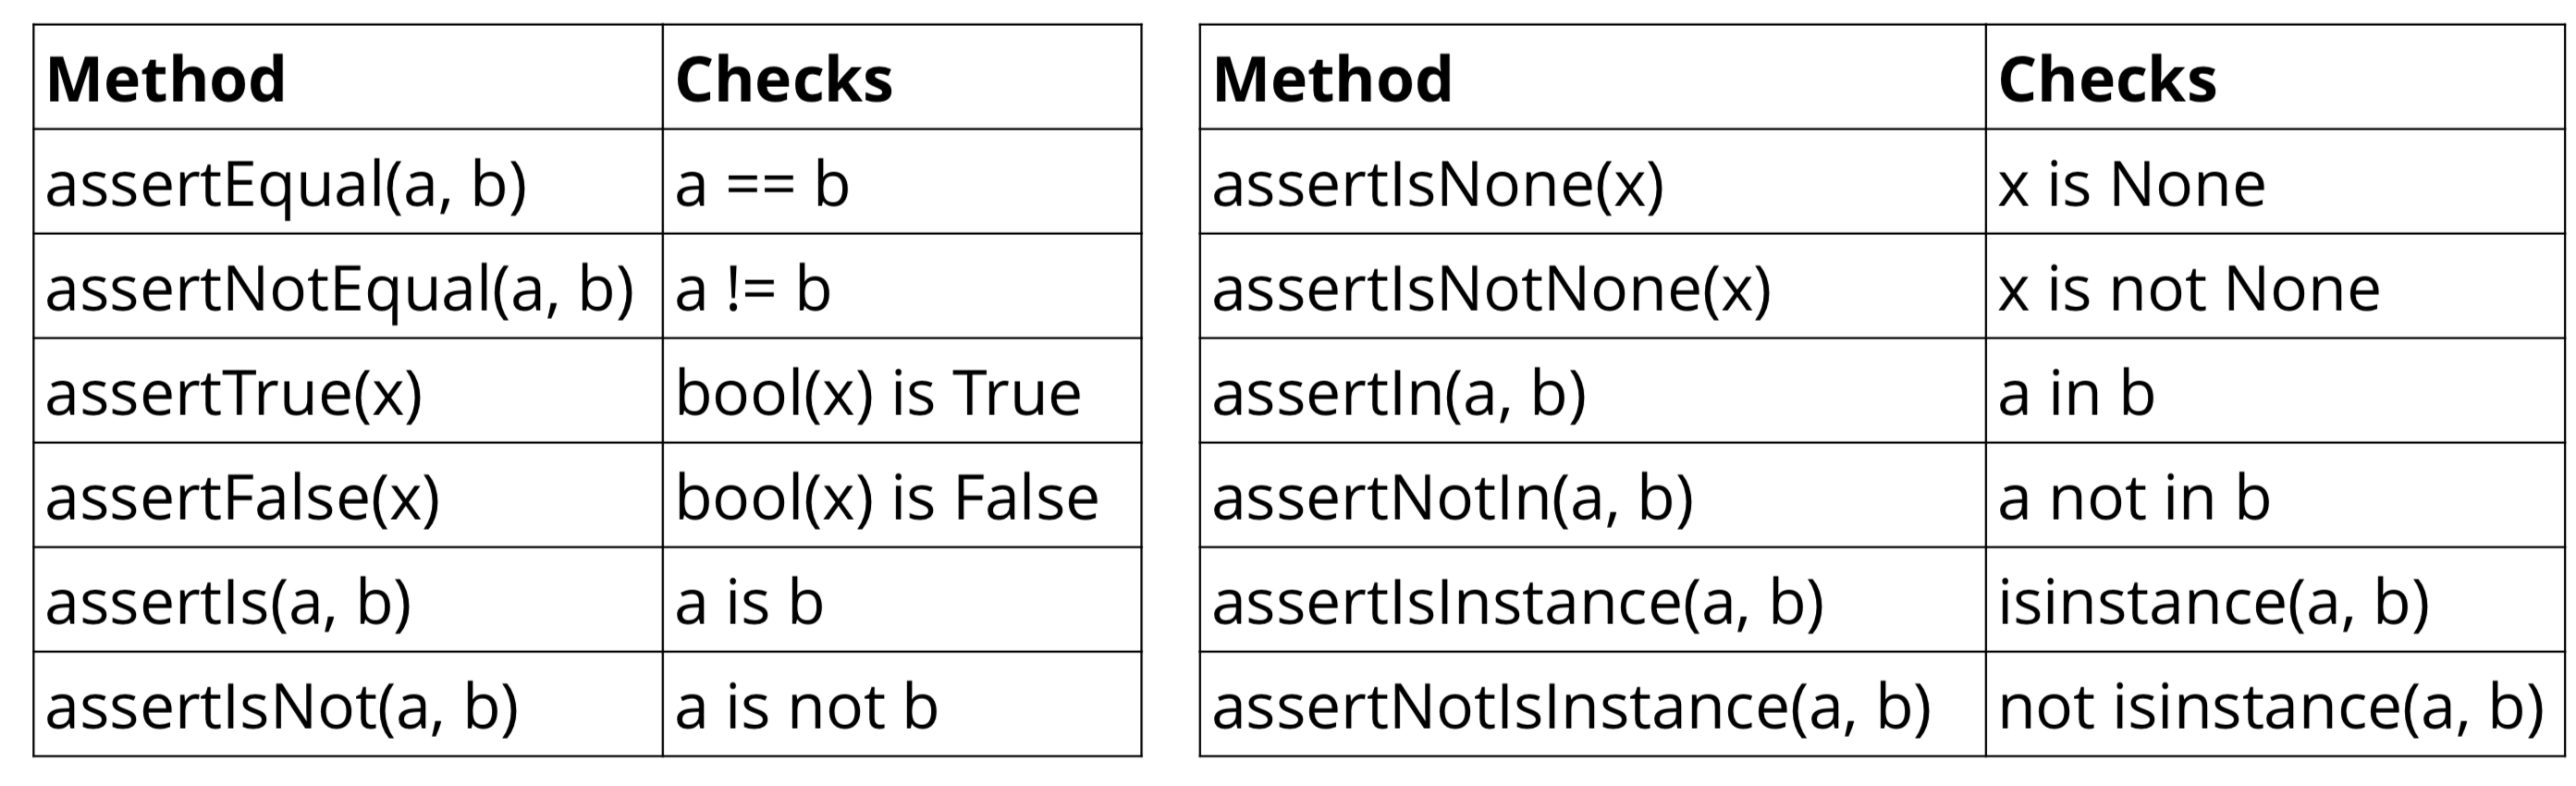 Method Checks
assertEqual(a, b) a == b
assertNotEqual(a, b) a != b
assertTrue(x) bool(x) is True
assertFalse(x) bool(x) is False
assertIs(a, b) a is b
assertIsNot(a, b) a is not b
Method Checks
assertIsNone(x) x is None
assertIsNotNone(x) x is not None
assertIn(a, b) a in b
assertNotIn(a, b) a not in b
assertIsInstance(a, b) isinstance(a, b)
assertNotIsInstance(a, b) not isinstance(a, b)